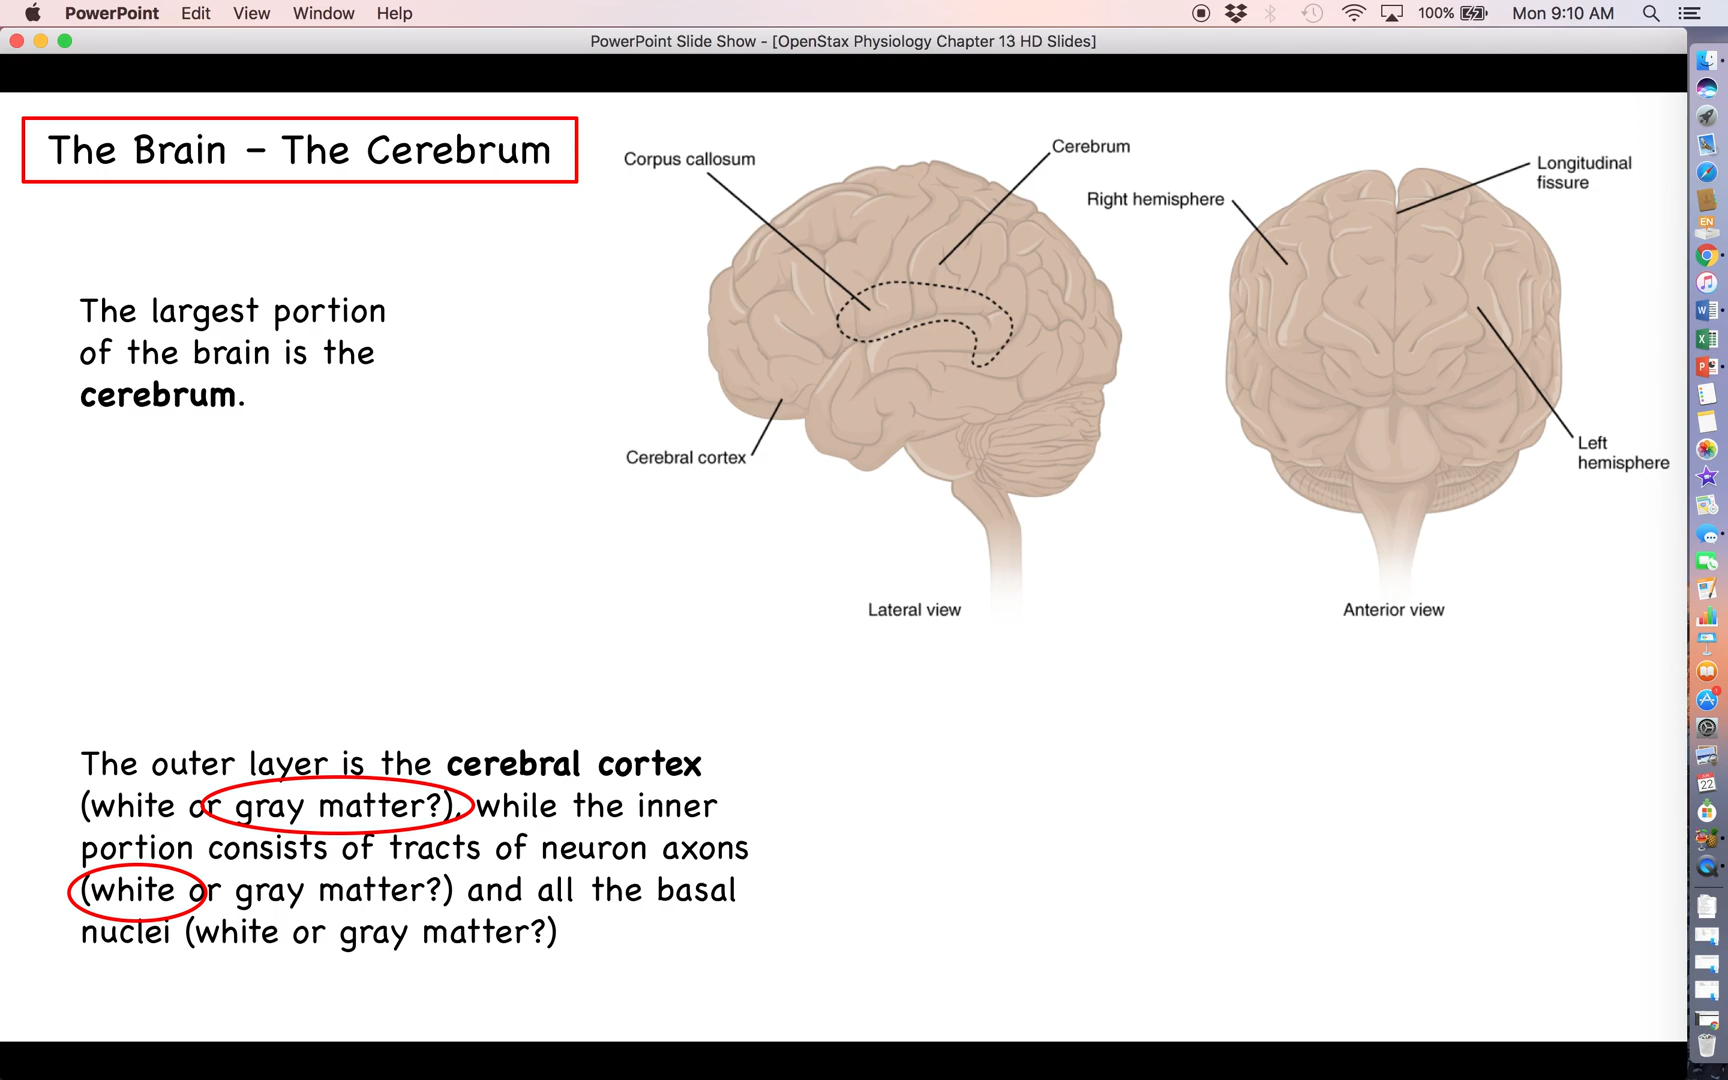 PowerPoint Edit View Window Help 100% Mon 9:10 AM
PowerPoint Slide Show - [OpenStax Physiology Chapter 13 HD Slides]
The Brain – The Cerebrum
The largest portion
of the brain is the
cerebrum.
Corpus callosum
Cerebrum
Right hemisphere
Longitudinal
fissure
Cerebral cortex
Left
hemisphere
Lateral view
Anterior view
The outer layer is the cerebral cortex
(white or gray matter?), while the inner
portion consists of tracts of neuron axons
(white or gray matter?) and all the basal
nuclei (white or gray matter?)
EN
22